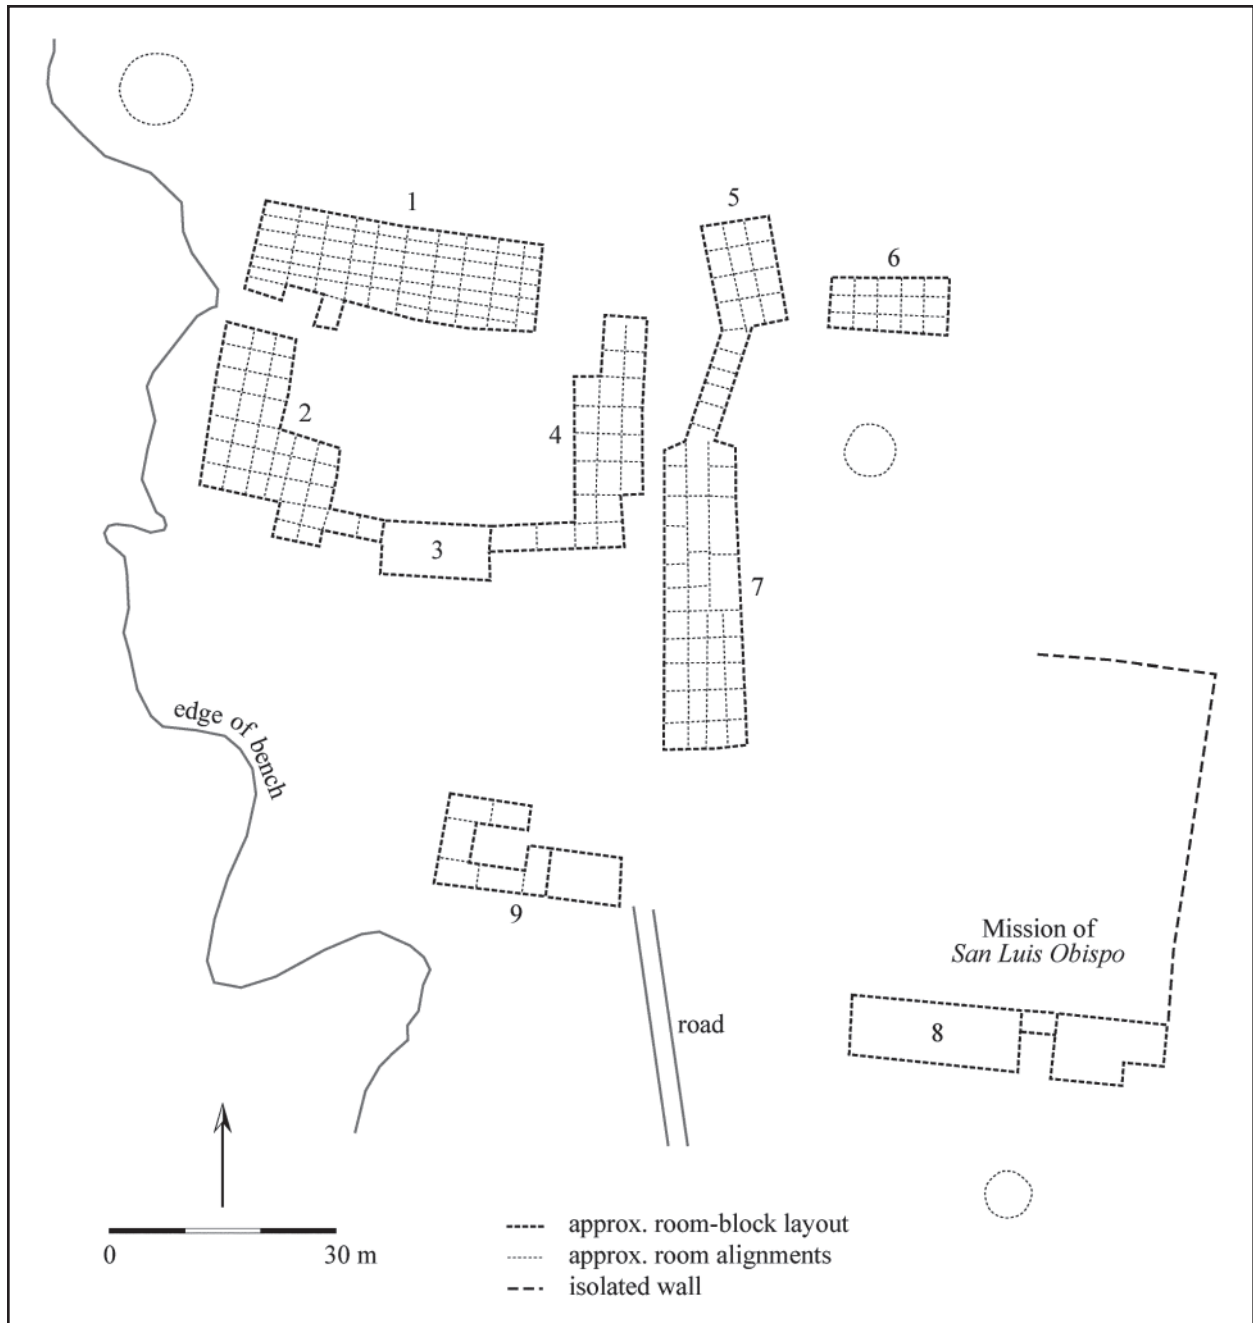 1
5
6
2
4
3
7
edge of bench
9
Mission of
San Luis Obispo
road
8
0
30 m
approx. room-block layout
approx. room alignments
isolated wall